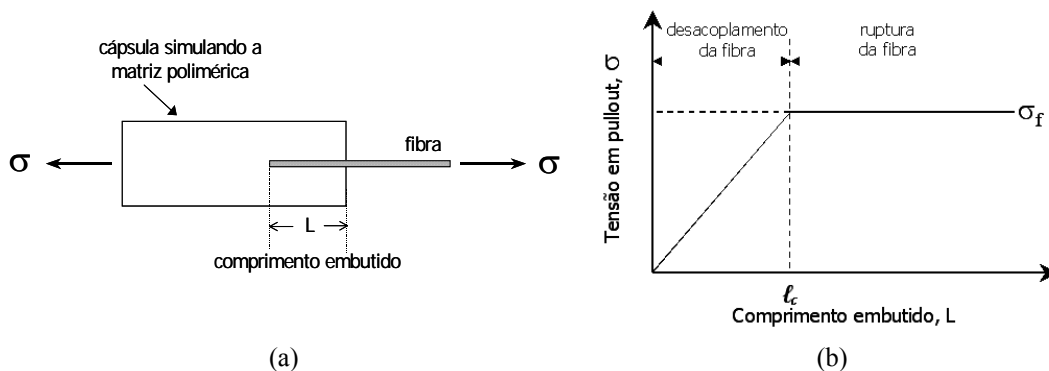 cápsula simulando a
matriz polimérica
σ
fibra
σ
L
comprimento embutido
(a)
Tensão em pullout, σ
desacoplamento
da fibra
ruptura
da fibra
σf
ℓc
Comprimento embutido, L
(b)